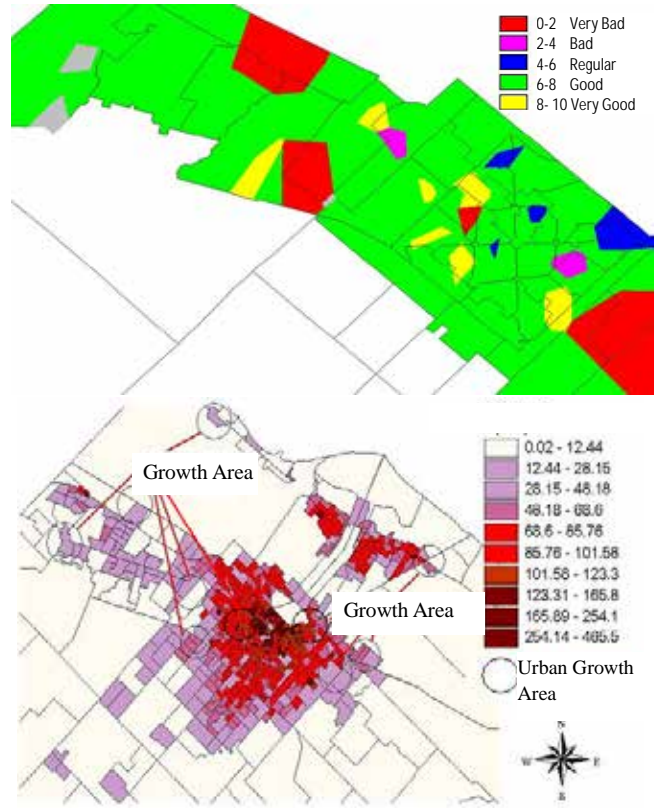 0-2 Very Bad
2-4 Bad
4-6 Regular
6-8 Good
8- 10 Very Good
Growth Area
Growth Area
0.02 - 12.44
12.44 - 28.15
28.15 - 48.18
48.18 - 68.6
68.6 - 85.76
85.76 - 101.58
101.58 - 123.3
123.31 - 165.8
165.89 - 254.1
254.14 - 465.5
Urban Growth
Area
N
W E
S